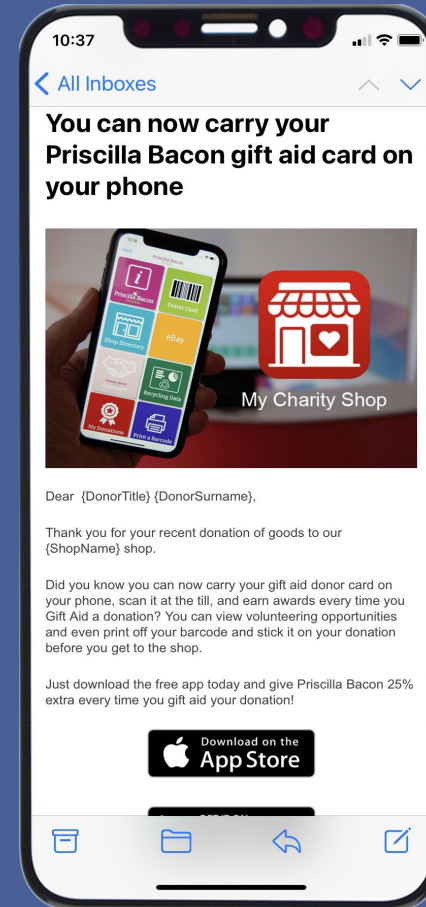 10:37
All Inboxes
You can now carry your
Priscilla Bacon gift aid card on
your phone
Priscilla Bacon
Priscilla Bacon
Donor Card
Shop Directory
eBay
Recycling Data
My Donations
Print a Barcode
My Charity Shop
Dear {DonorTitle} {DonorSurname},
Thank you for your recent donation of goods to our
{ShopName} shop.
Did you know you can now carry your gift aid donor card on
your phone, scan it at the till, and earn awards every time you
Gift Aid a donation? You can view volunteering opportunities
and even print off your barcode and stick it on your donation
before you get to the shop.
Just download the free app today and give Priscilla Bacon 25%
extra every time you gift aid your donation!
Download on the
App Store